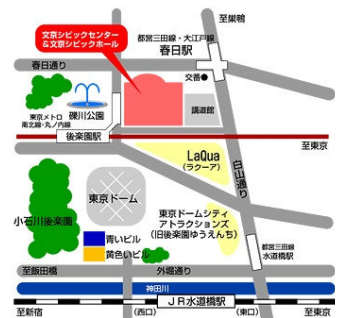 至巣鴨
文京シビックセンター
&文京シビックホール
都営三田線・大江戸線
春日駅
春日通り
交番
礫川公園
講道館
東京メトロ
南北線・丸ノ内線
後楽園駅
至東京
LaQua
(ラクーア)
白山通り
東京ドーム
小石川後楽園
東京ドームシティ
アトラクションズ
(旧後楽園ゆうえんち)
青いビル
黄色いビル
都営三田線
水道橋駅
至飯田橋
外堀通り
神田川
至新宿
(西口)
JR水道橋駅
(東口)
至東京